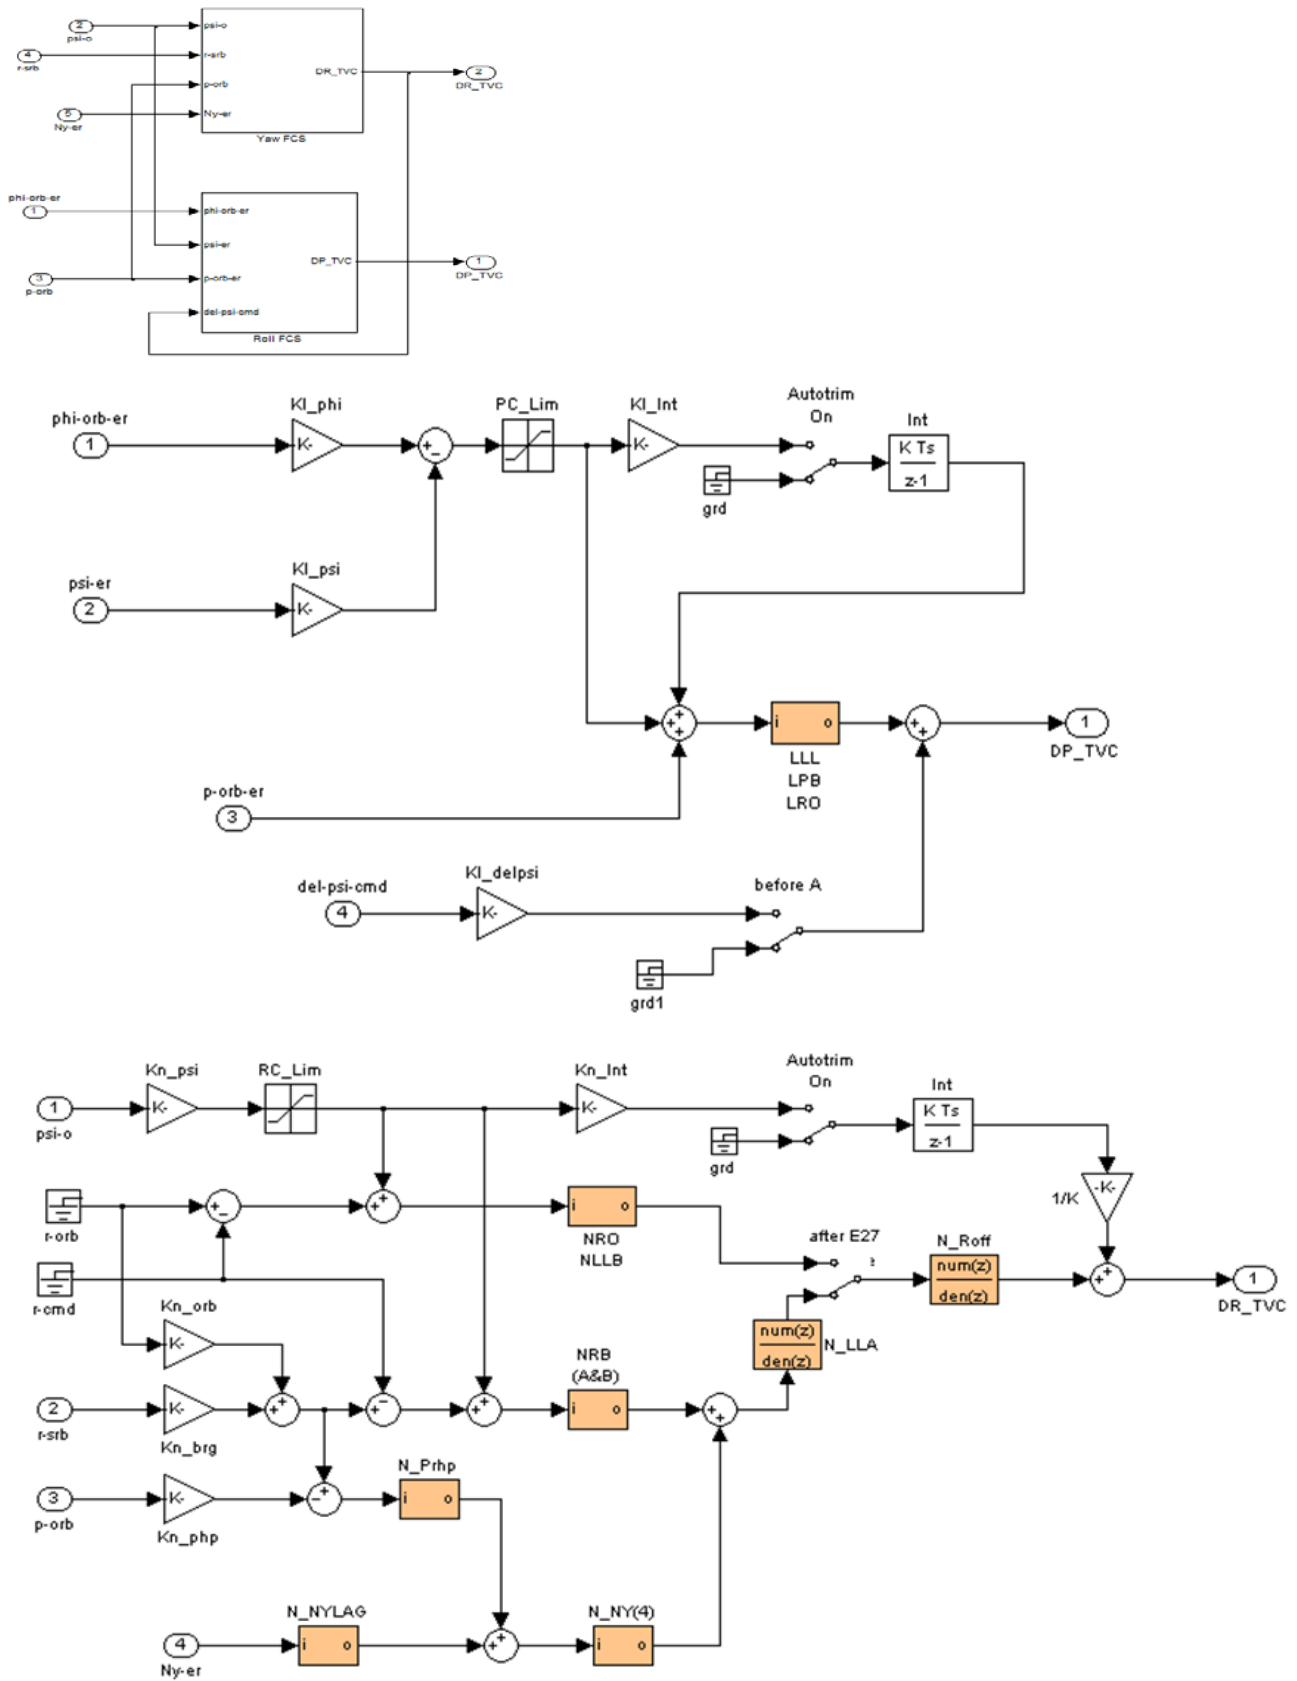 2
psi-o
psi-o
4
r-srb
r-srb
p-orb
DR_TVC
2
DR_TVC
5
Ny-er
Ny-er
Yaw FCS
phi-orb-er
1
phi-orb-er
psi-er
DP_TVC
1
DP_TVC
3
p-orb
p-orb-er
del-psi-cmd
Roll FCS
phi-orb-er
1
Kl_phi
K-
+
−
PC_Lim
Kl_Int
K-
Autotrim
On
grd
Int
K Ts
z-1
psi-er
2
Kl_psi
K-
+
+
+
i o
LLL
LPB
LRO
+
+
1
DP_TVC
p-orb-er
3
del-psi-cmd
4
Kl_delpsi
K-
before A
grd1
1
psi-o
Kn_psi
K-
RC_Lim
Kn_Int
K-
Autotrim
On
grd
Int
K Ts
z-1
-K-
1/K
r-orb
+
−
+
+
i o
NRO
NLLB
after E27
N_Roff
num(z)
den(z)
+
+
1
DR_TVC
r-cmd
Kn_orb
K-
num(z)
den(z)
N_LLA
2
r-srb
K-
Kn_brg
+
+
+
−
+
+
NRB
(A&B)
i o
+
+
3
p-orb
K-
Kn_php
−
+
N_Prhp
i o
4
Ny-er
N_NYLAG
i o
+
+
N_NY(4)
i o